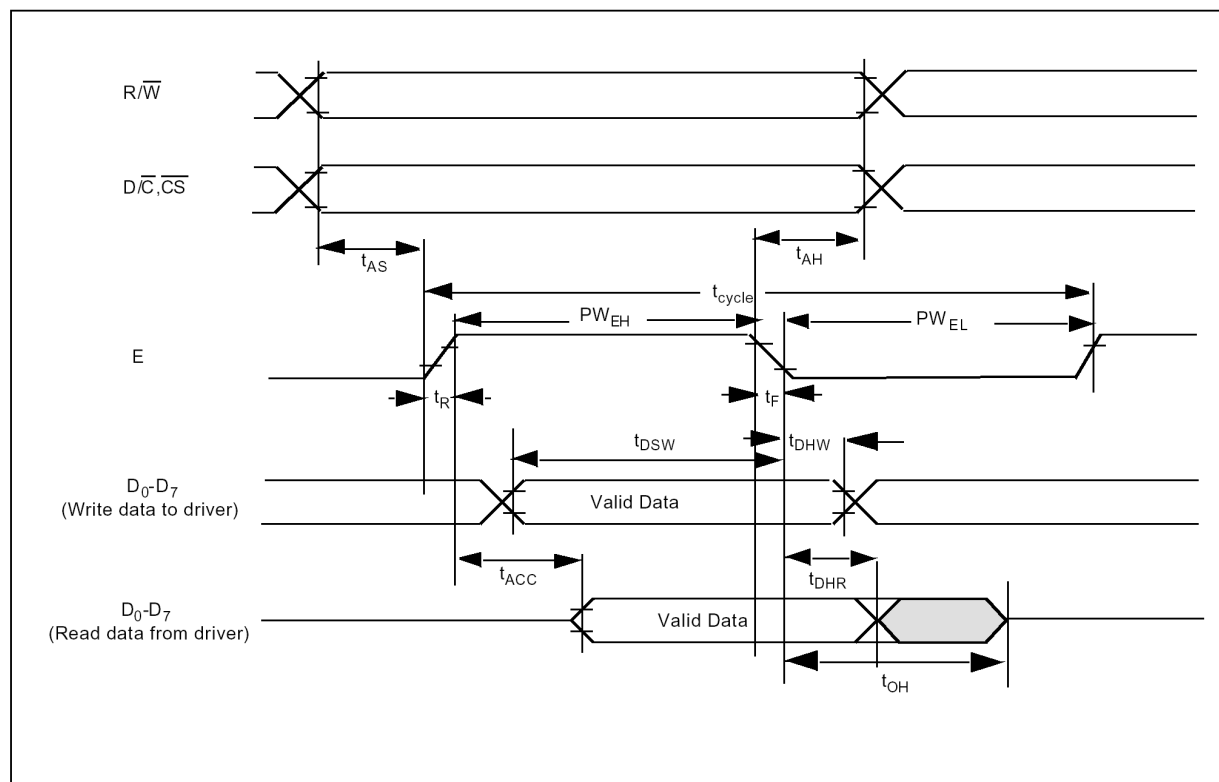 R/W̅
D/C̅,C̅S̅
tAS
tAH
tcycle
PWEH
PWEL
E
tR
tF
tDSW
tDHW
D0-D7
(Write data to driver)
Valid Data
tACC
tDHR
D0-D7
(Read data from driver)
Valid Data
tOH